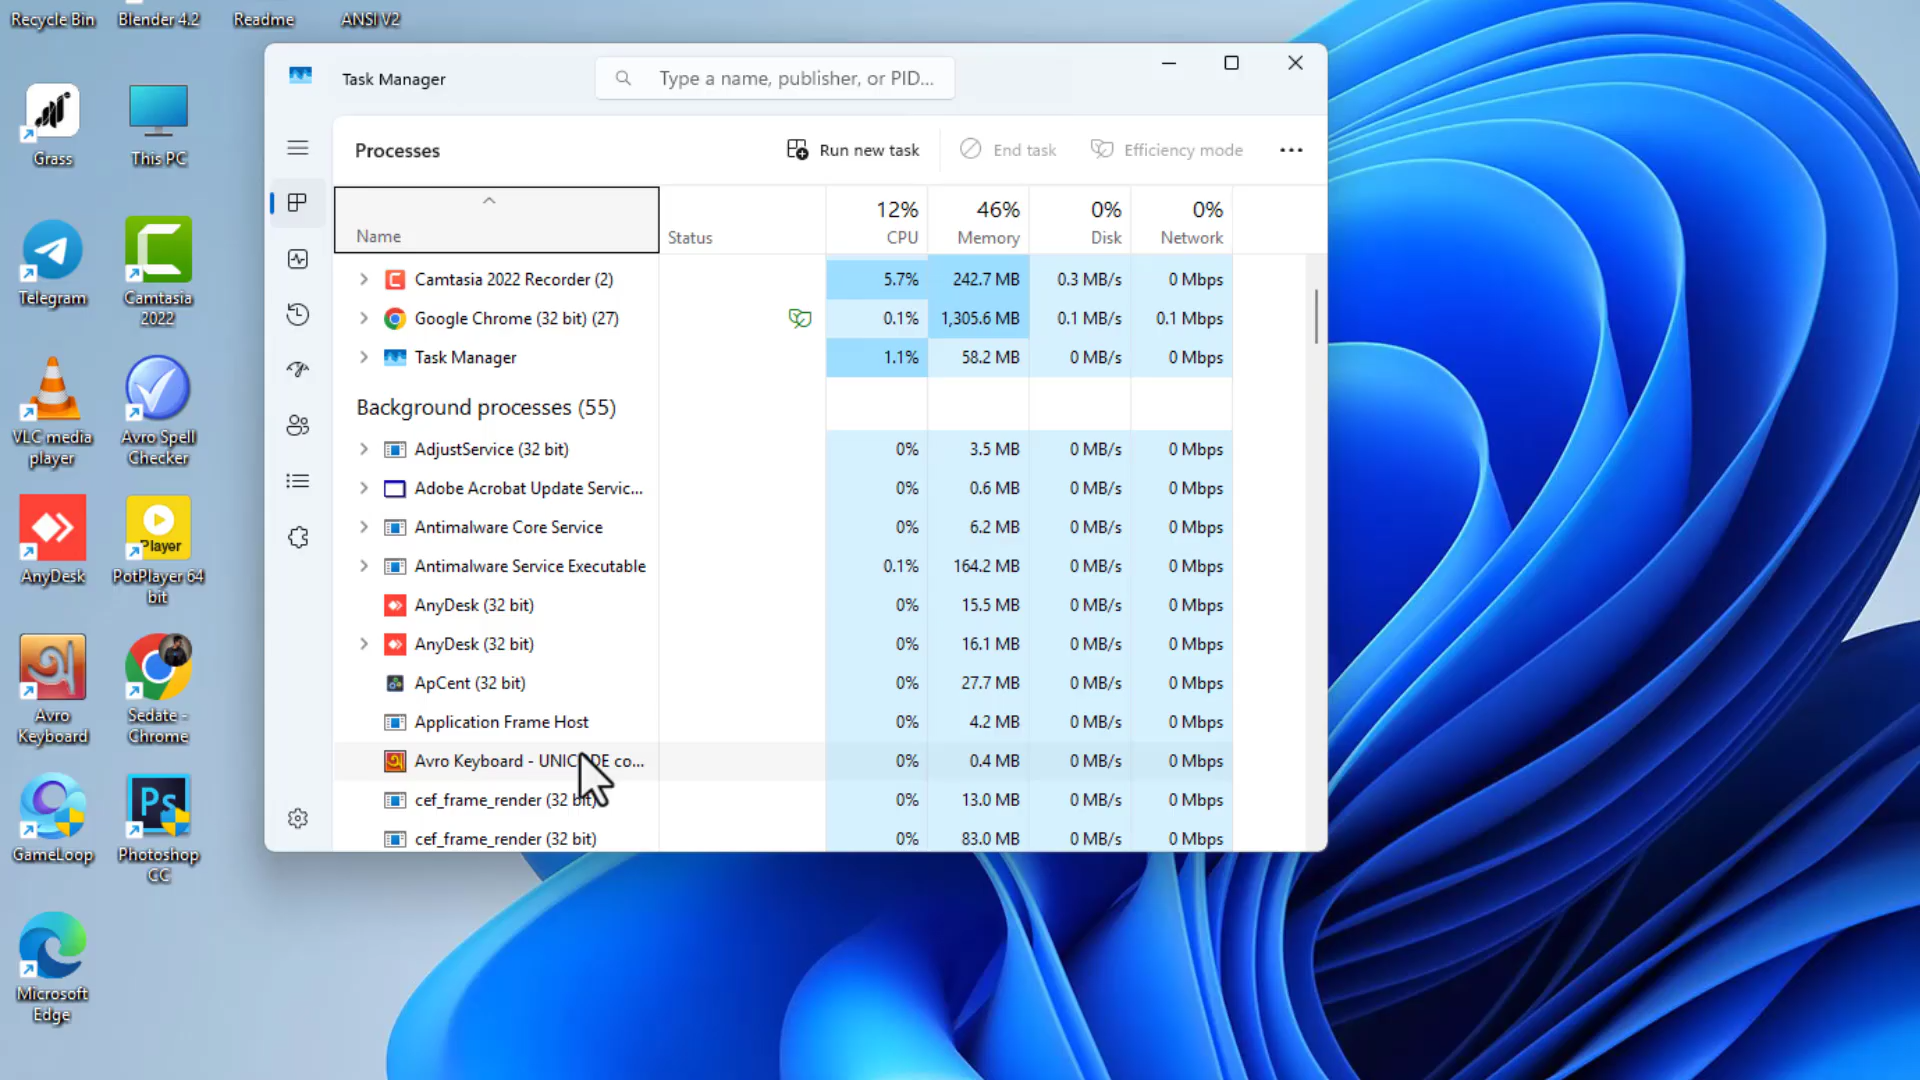 Recycle Bin
Blender 4.2
Readme
ANSI V2
Grass
This PC
Telegram
Camtasia
2022
VLC media
player
Avro Spell
Checker
AnyDesk
Player
PotPlayer 64
bit
Avro
Keyboard
Sedate -
Chrome
GameLoop
Ps
Photoshop
CC
Microsoft
Edge
Task Manager
Type a name, publisher, or PID...
Processes
Run new task
End task
Efficiency mode
Name
Status
12%
CPU
46%
Memory
0%
Disk
0%
Network
Camtasia 2022 Recorder (2) 5.7% 242.7 MB 0.3 MB/s 0 Mbps
Google Chrome (32 bit) (27) 0.1% 1,305.6 MB 0.1 MB/s 0.1 Mbps
Task Manager 1.1% 58.2 MB 0 MB/s 0 Mbps
Background processes (55)
AdjustService (32 bit) 0% 3.5 MB 0 MB/s 0 Mbps
Adobe Acrobat Update Servic... 0% 0.6 MB 0 MB/s 0 Mbps
Antimalware Core Service 0% 6.2 MB 0 MB/s 0 Mbps
Antimalware Service Executable 0.1% 164.2 MB 0 MB/s 0 Mbps
AnyDesk (32 bit) 0% 15.5 MB 0 MB/s 0 Mbps
AnyDesk (32 bit) 0% 16.1 MB 0 MB/s 0 Mbps
ApCent (32 bit) 0% 27.7 MB 0 MB/s 0 Mbps
Application Frame Host 0% 4.2 MB 0 MB/s 0 Mbps
Avro Keyboard - UNICODE co... 0% 0.4 MB 0 MB/s 0 Mbps
cef_frame_render (32 bit) 0% 13.0 MB 0 MB/s 0 Mbps
cef_frame_render (32 bit) 0% 83.0 MB 0 MB/s 0 Mbps